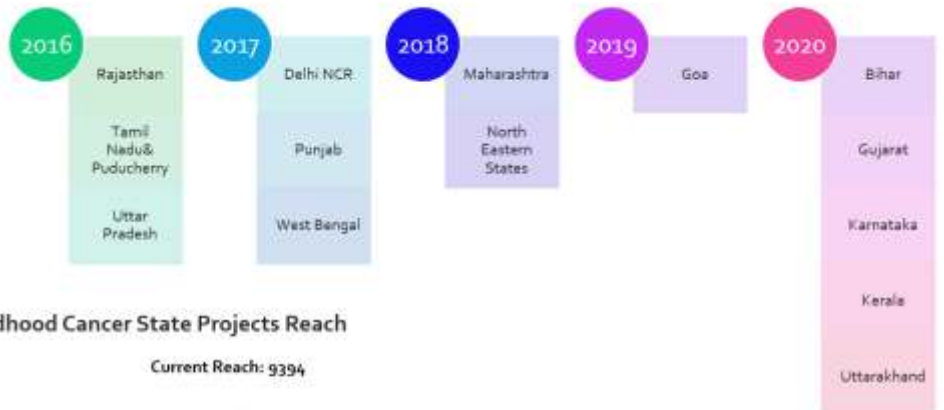 2016
Rajasthan
Tamil
Nadu&
Puducherry
Uttar
Pradesh
2017
Delhi NCR
Punjab
West Bengal
2018
Maharashtra
North
Eastern
States
2019
Goa
2020
Bihar
Gujarat
Karnataka
Kerala
Uttarakhand
dhood Cancer State Projects Reach
Current Reach: 9394